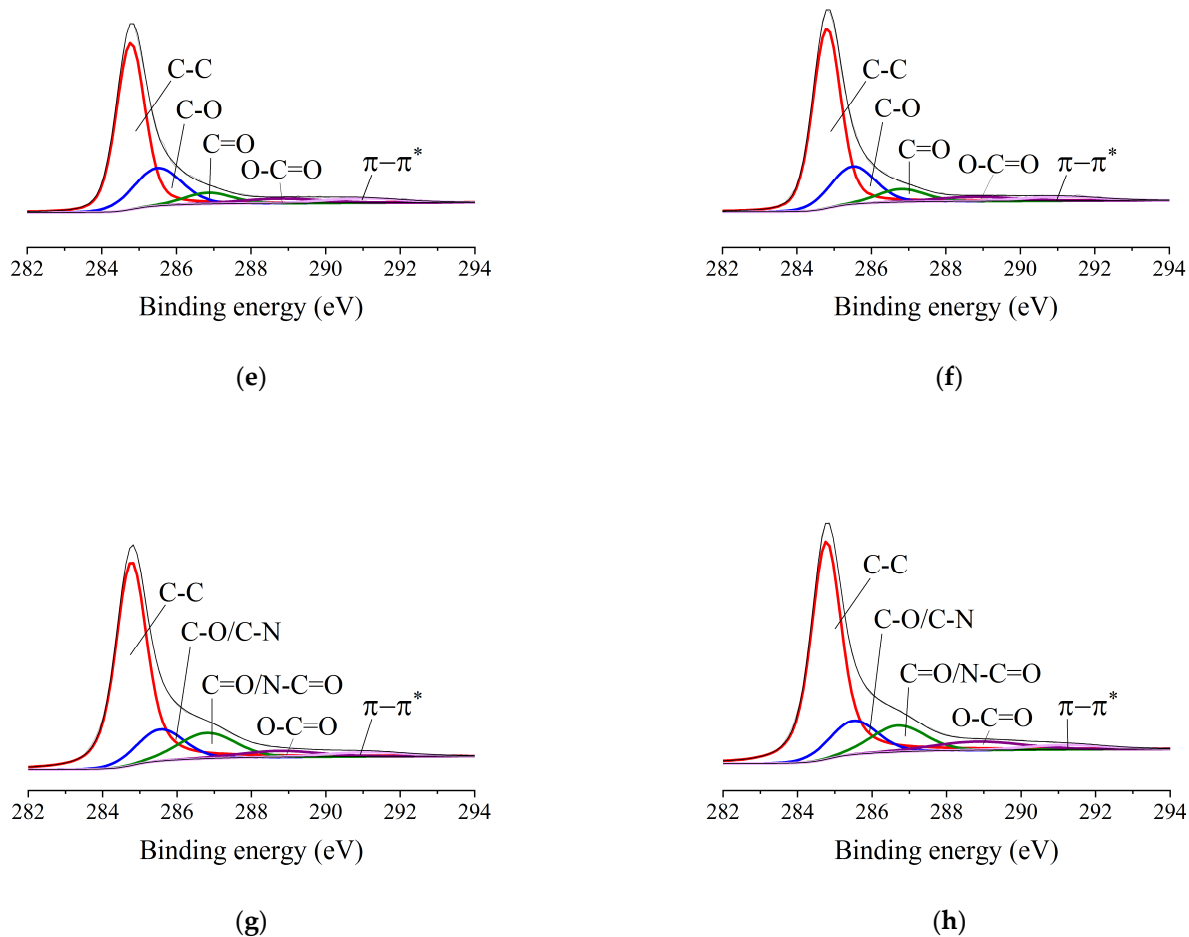 C-C
C-O
C=O
O-C=O
π−π*
282 284 286 288 290 292 294
Binding energy (eV)
(e)
C-C
C-O
C=O
O-C=O
π−π*
282 284 286 288 290 292 294
Binding energy (eV)
(f)
C-C
C-O/C-N
C=O/N-C=O
O-C=O
π−π*
282 284 286 288 290 292 294
Binding energy (eV)
(g)
C-C
C-O/C-N
C=O/N-C=O
O-C=O
π−π*
282 284 286 288 290 292 294
Binding energy (eV)
(h)